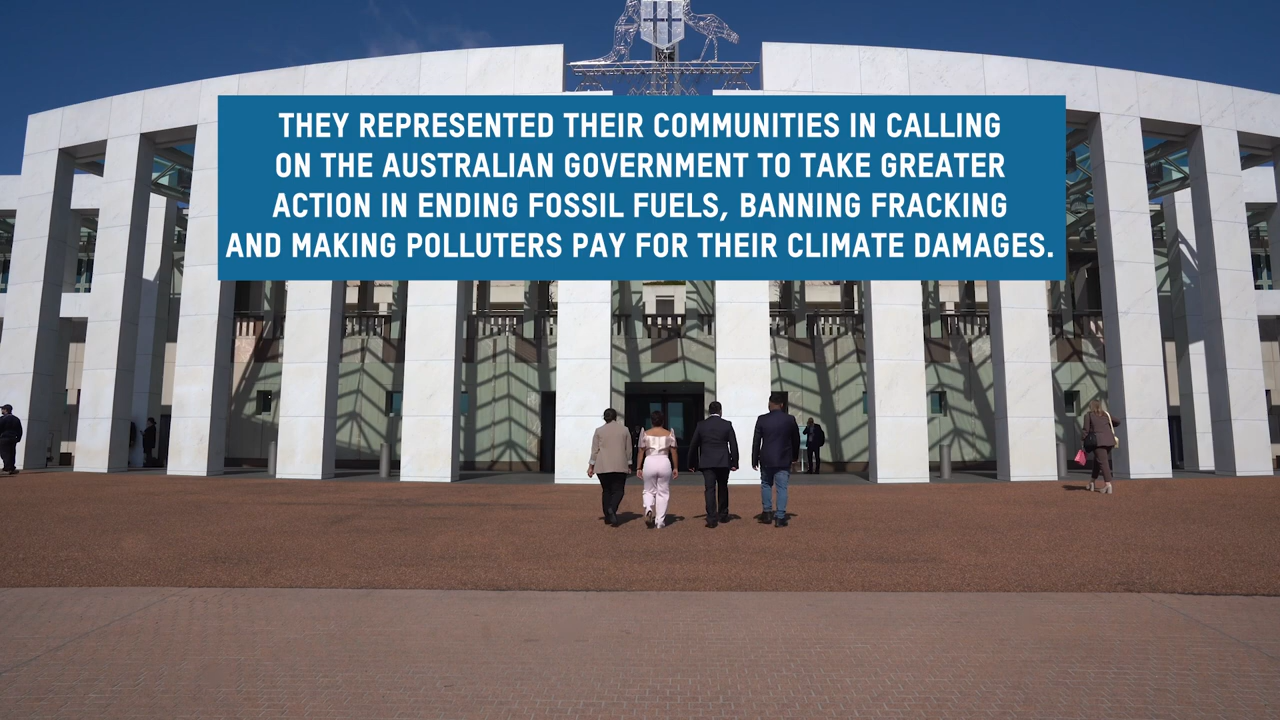 THEY REPRESENTED THEIR COMMUNITIES IN CALLING
ON THE AUSTRALIAN GOVERNMENT TO TAKE GREATER
ACTION IN ENDING FOSSIL FUELS, BANNING FRACKING
AND MAKING POLLUTERS PAY FOR THEIR CLIMATE DAMAGES.